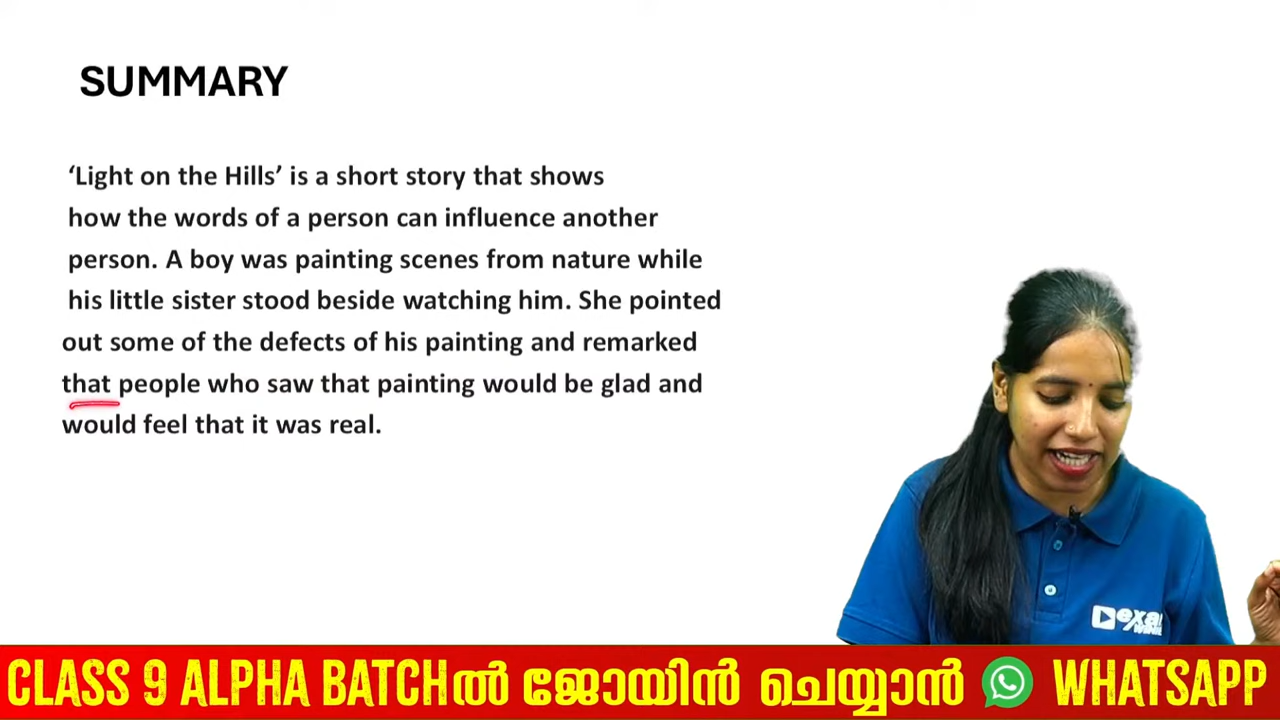 SUMMARY
‘Light on the Hills’ is a short story that shows
how the words of a person can influence another
person. A boy was painting scenes from nature while
his little sister stood beside watching him. She pointed
out some of the defects of his painting and remarked
that people who saw that painting would be glad and
would feel that it was real.
CLASS 9 ALPHA BATCHൽ ജോയിൻ ചെയ്യാൻ WHATSAPP